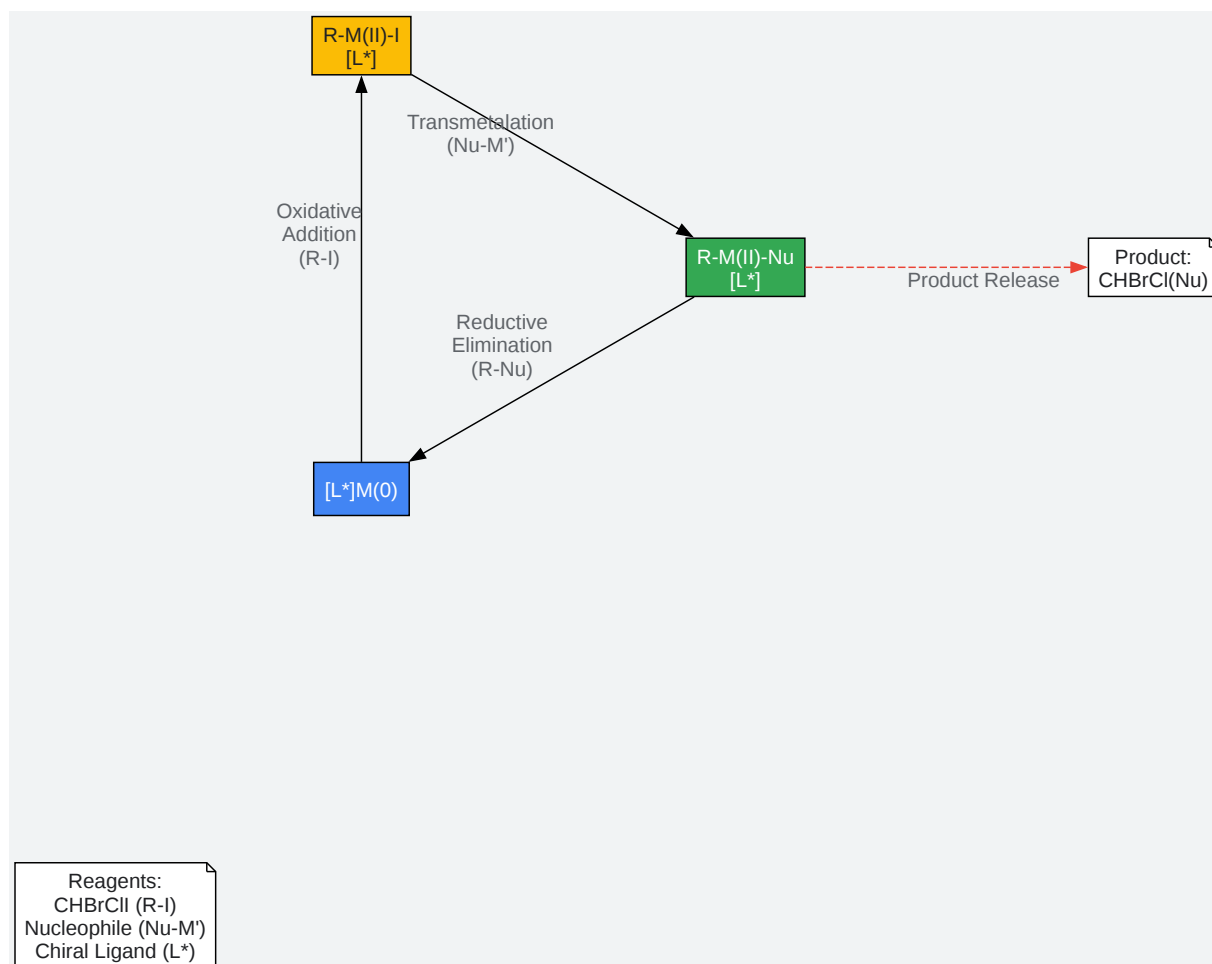 R-M(II)-I
[L*]
Transmetalation
(Nu-M')
Oxidative
Addition
(R-I)
R-M(II)-Nu
[L*]
Product Release
Product:
CHBrCl(Nu)
Reductive
Elimination
(R-Nu)
[L*]M(0)
Reagents:
CHBrClI (R-I)
Nucleophile (Nu-M')
Chiral Ligand (L*)